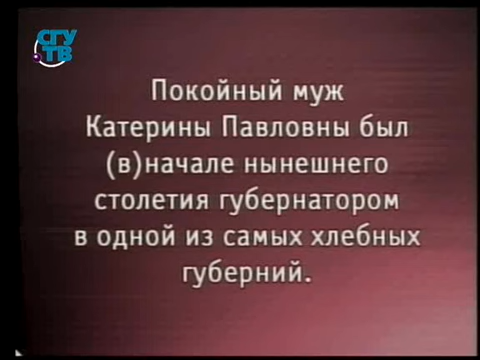 СГУ
ТВ
Покойный муж
Катерины Павловны был
(в)начале нынешнего
столетия губернатором
в одной из самых хлебных
губерний.